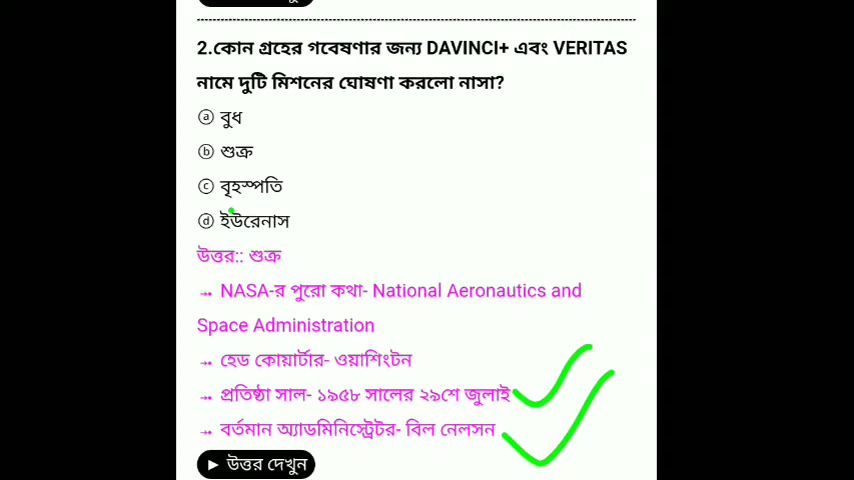 2.কোন গ্রহের গবেষণার জন্য DAVINCI+ এবং VERITAS
নামে দুটি মিশনের ঘোষণা করলো নাসা?
ⓐ বুধ
ⓑ শুক্র
ⓒ বৃহস্পতি
ⓓ ইউরেনাস
উত্তর:: শুক্র
→ NASA-র পুরো কথা- National Aeronautics and
Space Administration
→ হেড কোয়ার্টার- ওয়াশিংটন
→ প্রতিষ্ঠা সাল- ১৯৫৮ সালের ২৯শে জুলাই
→ বর্তমান অ্যাডমিনিস্ট্রেটর- বিল নেলসন
► উত্তর দেখুন